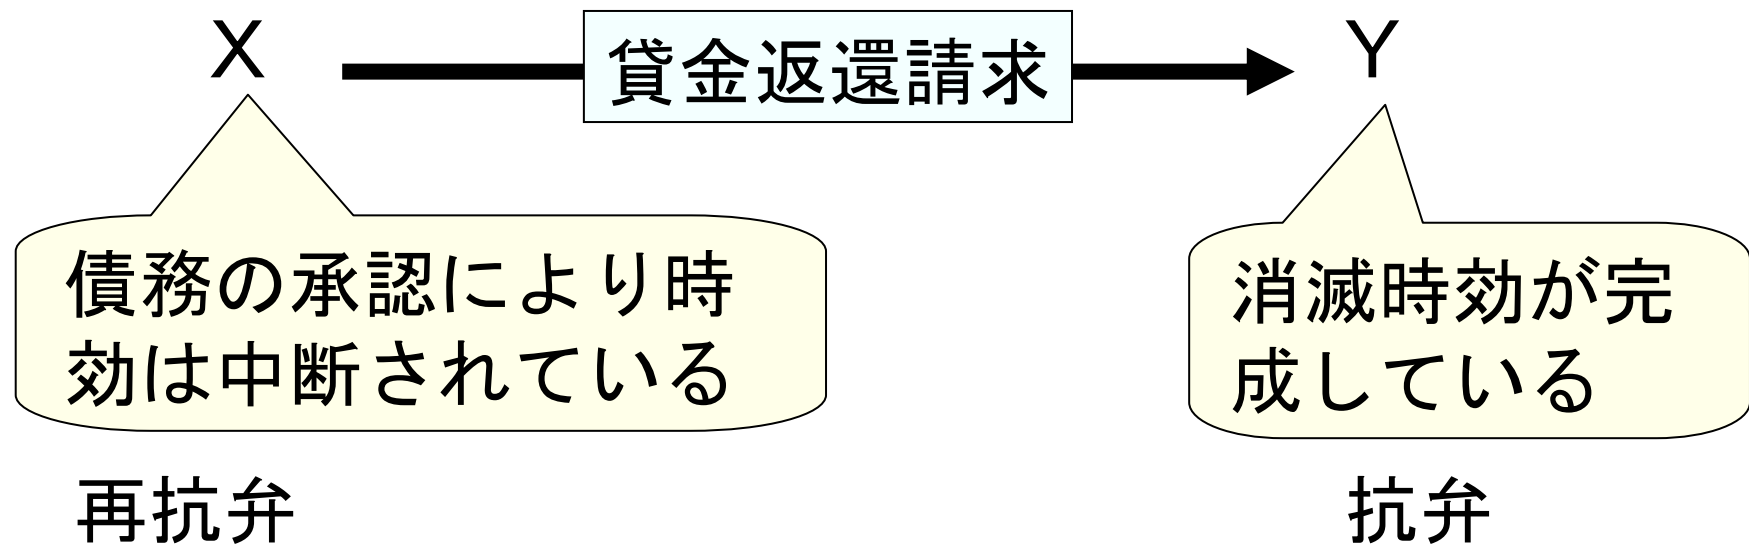 X
貸金返還請求
Y
債務の承認により時
効は中断されている
消滅時効が完
成している
再抗弁
抗弁